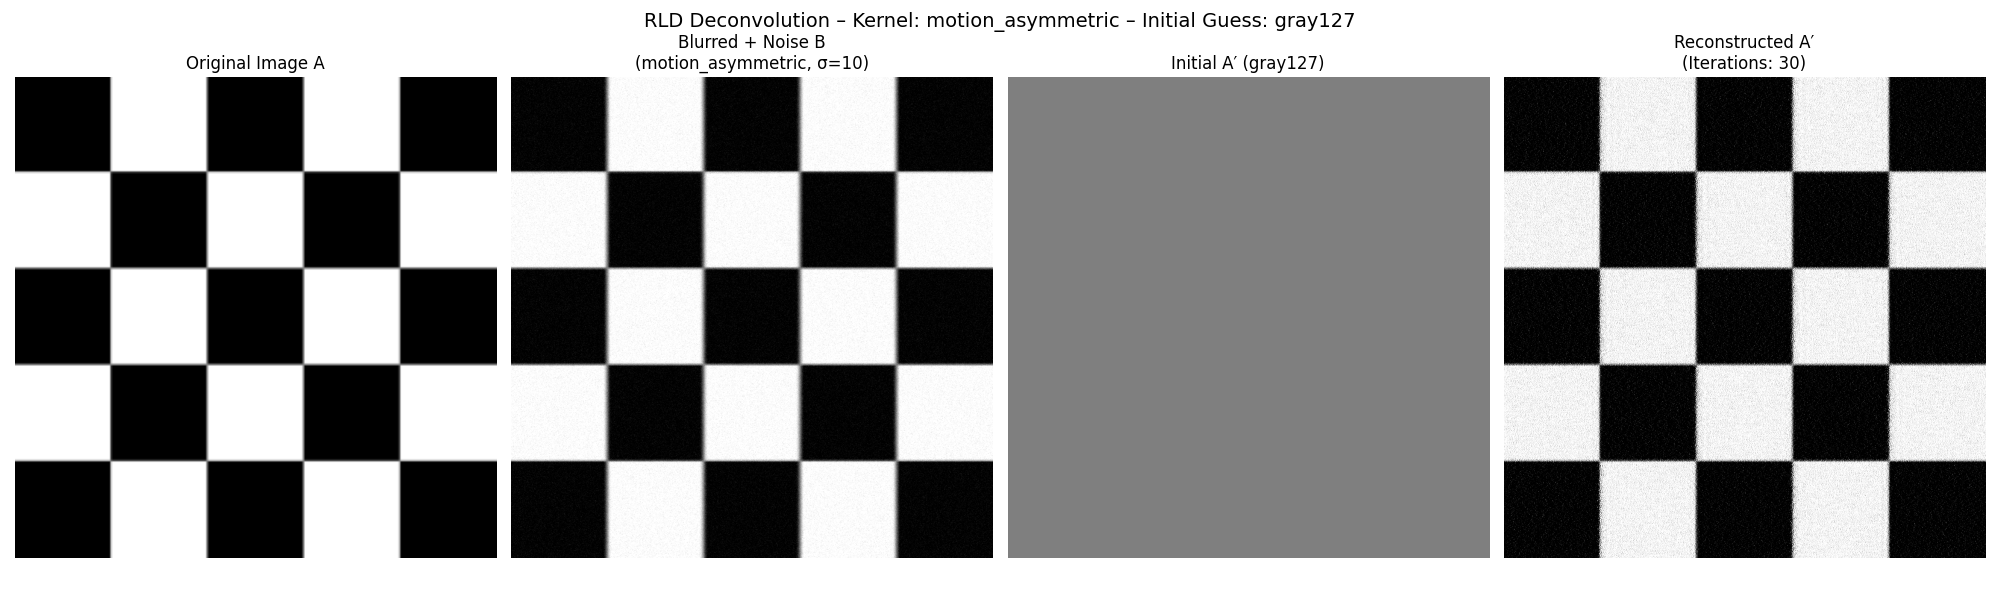 RLD Deconvolution – Kernel: motion_asymmetric – Initial Guess: gray127
Original Image A
Blurred + Noise B
(motion_asymmetric, σ=10)
Initial A′ (gray127)
Reconstructed A′
(Iterations: 30)